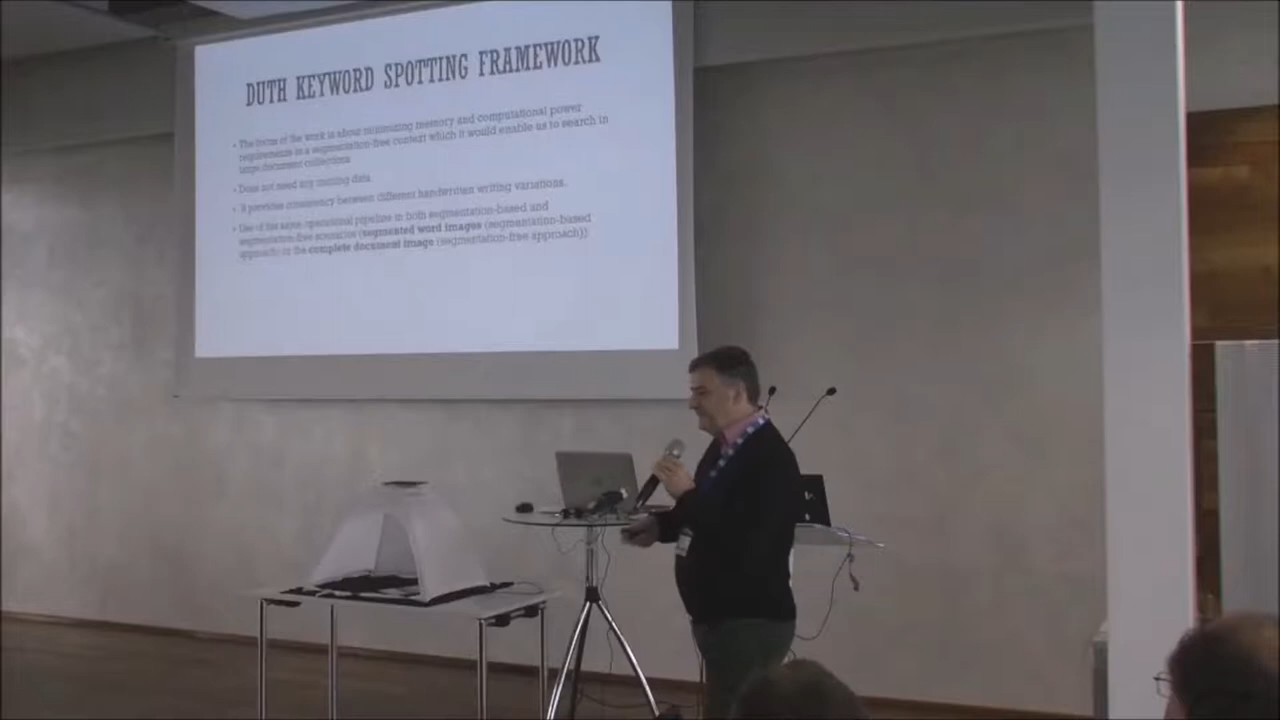 DUTH KEYWORD SPOTTING FRAMEWORK
• The focus of the work is about minimizing memory and computational power
requirements in a segmentation-free context which it would enable us to search in
large document collections
• Does not need any training data.
• It provides consistency between different handwritten writing variations.
• Use of the same operational pipeline in both segmentation-based and
segmentation-free scenarios (segmented word images (segmentation-based
approach) or the complete document image (segmentation-free approach))